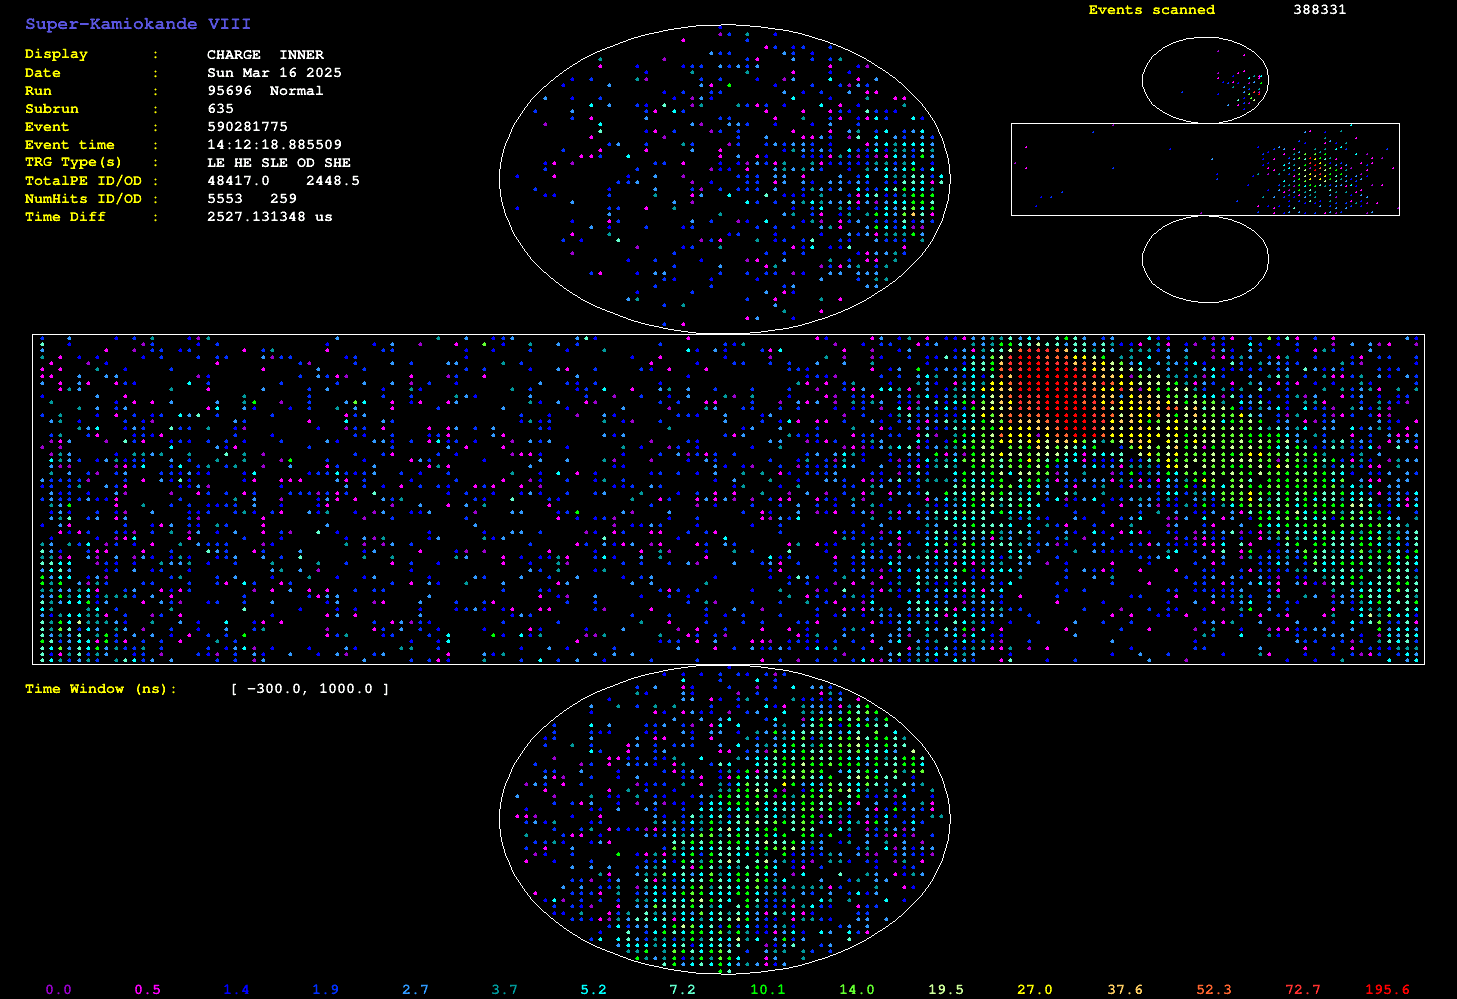 Super-Kamiokande VIII
Display : CHARGE INNER
Date : Sun Mar 16 2025
Run : 95696 Normal
Subrun : 635
Event : 590281775
Event time : 14:12:18.885509
TRG Type(s) : LE HE SLE OD SHE
TotalPE ID/OD : 48417.0 2448.5
NumHits ID/OD : 5553 259
Time Diff : 2527.131348 us
Events scanned 388331
Time Window (ns): [ -300.0, 1000.0 ]
0.0 0.5 1.4 1.9 2.7 3.7 5.2 7.2 10.1 14.0 19.5 27.0 37.6 52.3 72.7 195.6